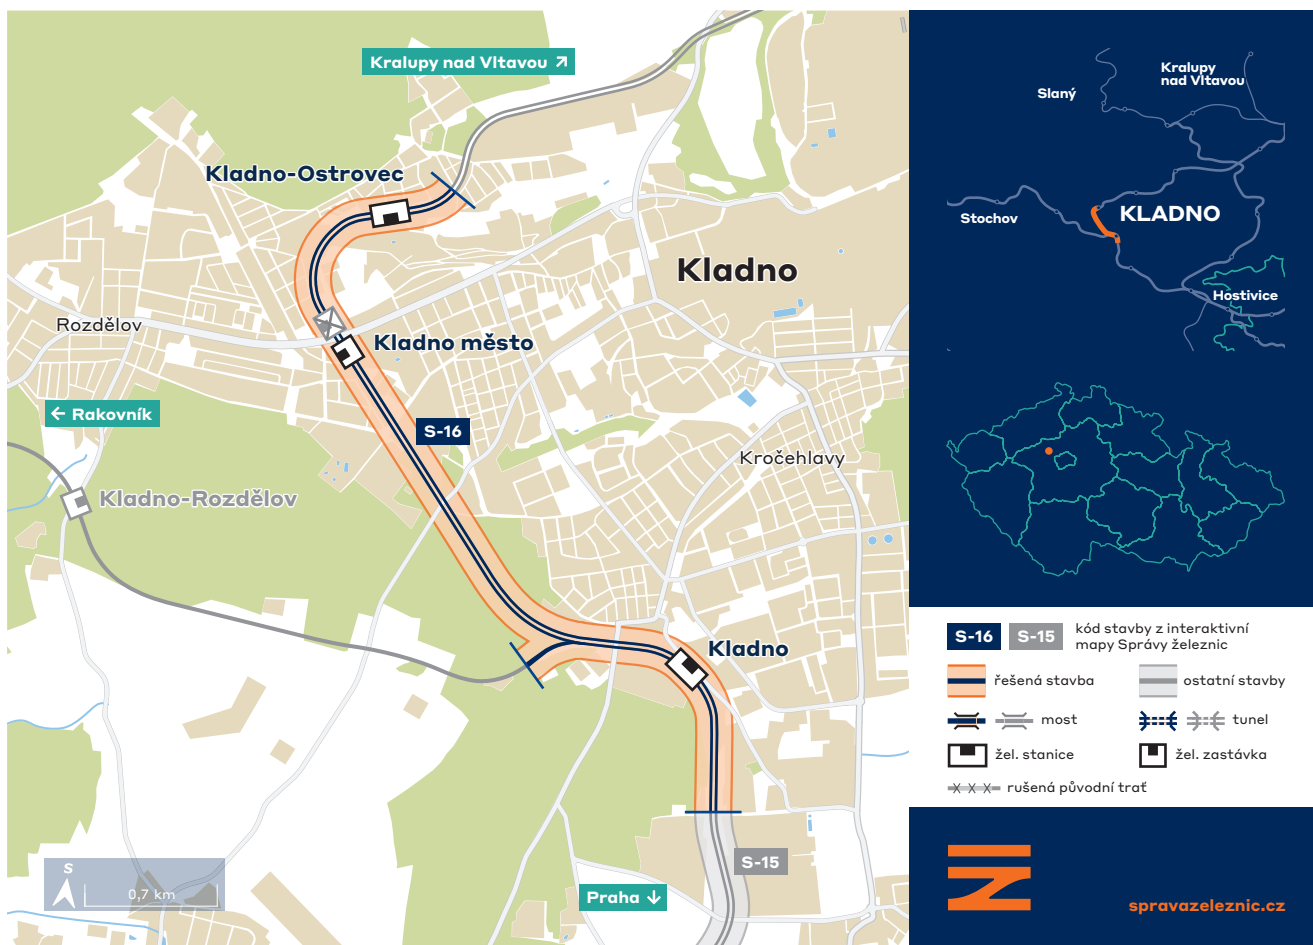 Kralupy nad Vltavou ↗
Kladno-Ostrovec
Kladno
Rozdělov
Kladno město
← Rakovník
S-16
Kročehlavy
Kladno-Rozdělov
Kladno
S-15
Praha ↓
S
0,7 km
Kralupy
nad Vltavou
Slaný
Stochov
KLADNO
Hostivice
S-16
S-15
kód stavby z interaktivní
mapy Správy železnic
řešená stavba
ostatní stavby
most
tunel
žel. stanice
žel. zastávka
rušená původní trať
spravazeleznic.cz